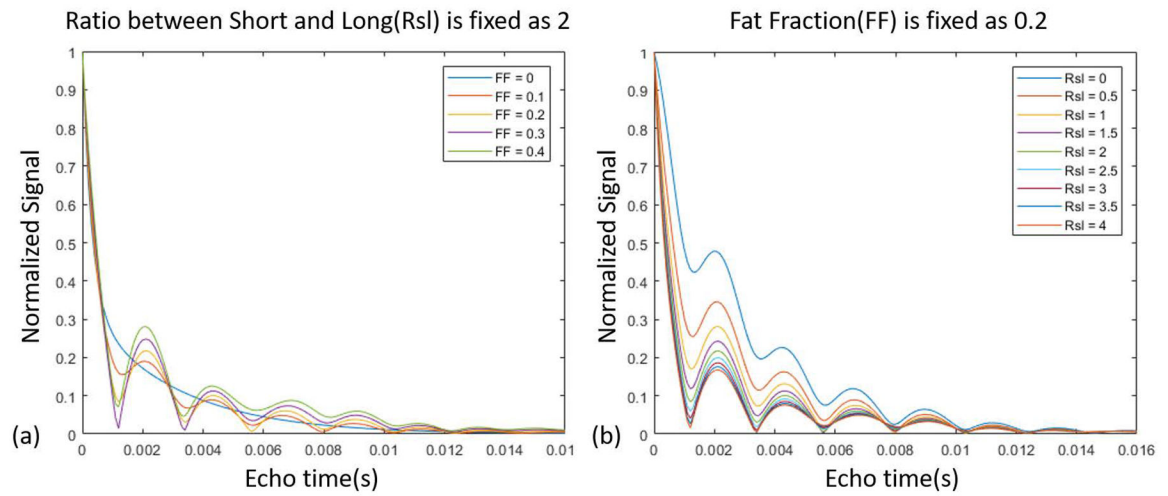 Ratio between Short and Long(Rsl) is fixed as 2
Normalized Signal
1
0.9
0.8
0.7
0.6
0.5
0.4
0.3
0.2
0.1
0
FF = 0
FF = 0.1
FF = 0.2
FF = 0.3
FF = 0.4
0 0.002 0.004 0.006 0.008 0.01 0.012 0.014 0.01
(a)
Echo time(s)
Fat Fraction(FF) is fixed as 0.2
Normalized Signal
1
0.9
0.8
0.7
0.6
0.5
0.4
0.3
0.2
0.1
0
Rsl = 0
Rsl = 0.5
Rsl = 1
Rsl = 1.5
Rsl = 2
Rsl = 2.5
Rsl = 3
Rsl = 3.5
Rsl = 4
0 0.002 0.004 0.006 0.008 0.01 0.012 0.014 0.016
(b)
Echo time(s)